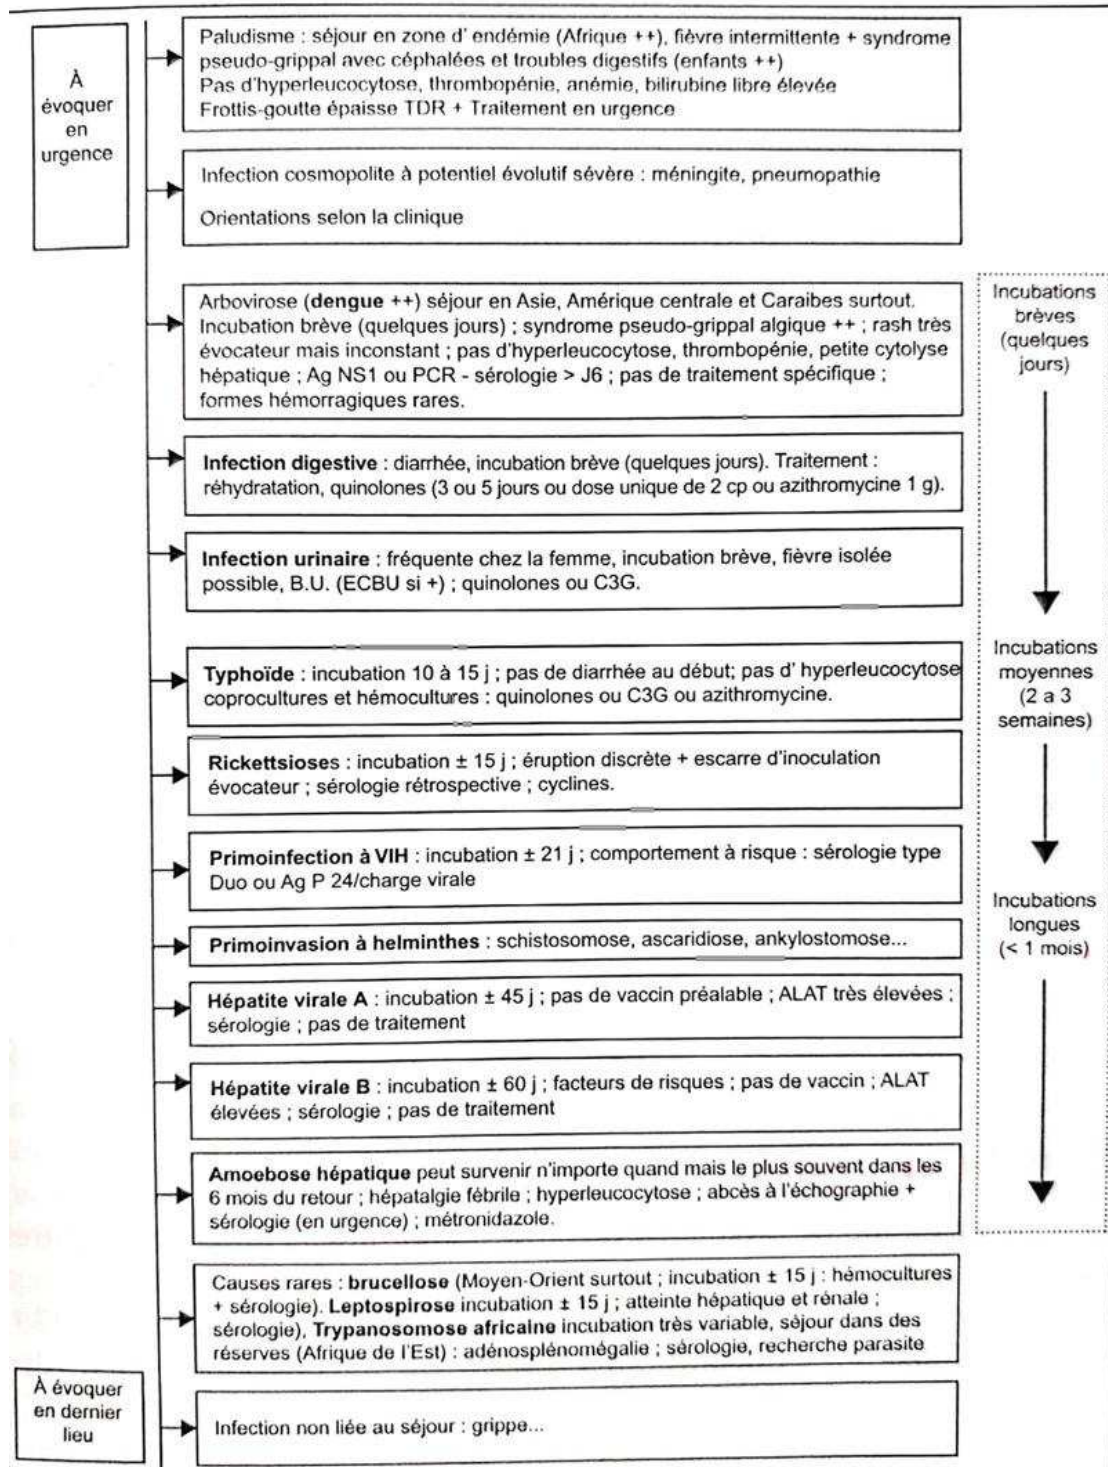 À
évoquer
en
urgence
Paludisme : séjour en zone d' endémie (Afrique ++), fièvre intermittente + syndrome
pseudo-grippal avec céphalées et troubles digestifs (enfants ++)
Pas d'hyperleucocytose, thrombopénie, anémie, bilirubine libre élevée
Frottis-goutte épaisse TDR + Traitement en urgence
Infection cosmopolite à potentiel évolutif sévère : méningite, pneumopathie
Orientations selon la clinique
Arbovirose (dengue ++) séjour en Asie, Amérique centrale et Caraibes surtout.
Incubation brève (quelques jours) ; syndrome pseudo-grippal algique ++ ; rash très
évocateur mais inconstant ; pas d'hyperleucocytose, thrombopénie, petite cytolyse
hépatique ; Ag NS1 ou PCR - sérologie > J6 ; pas de traitement spécifique ;
formes hémorragiques rares.
Infection digestive : diarrhée, incubation brève (quelques jours). Traitement :
réhydratation, quinolones (3 ou 5 jours ou dose unique de 2 cp ou azithromycine 1 g).
Infection urinaire : fréquente chez la femme, incubation brève, fièvre isolée
possible, B.U. (ECBU si +) ; quinolones ou C3G.
Typhoïde : incubation 10 à 15 j ; pas de diarrhée au début; pas d' hyperleucocytose
coprocultures et hémocultures : quinolones ou C3G ou azithromycine.
Rickettsioses : incubation ± 15 j ; éruption discrète + escarre d'inoculation
évocateur ; sérologie rétrospective ; cyclines.
Primoinfection à VIH : incubation ± 21 j ; comportement à risque : sérologie type
Duo ou Ag P 24/charge virale
Primoinvasion à helminthes : schistosomose, ascaridiose, ankylostomose...
Hépatite virale A : incubation ± 45 j ; pas de vaccin préalable ; ALAT très élevées ;
sérologie ; pas de traitement
Hépatite virale B : incubation ± 60 j ; facteurs de risques ; pas de vaccin ; ALAT
élevées ; sérologie ; pas de traitement
Amoebose hépatique peut survenir n'importe quand mais le plus souvent dans les
6 mois du retour ; hépatalgie fébrile ; hyperleucocytose ; abcès à l'échographie +
sérologie (en urgence) ; métronidazole.
Causes rares : brucellose (Moyen-Orient surtout ; incubation ± 15 j : hémocultures
+ sérologie). Leptospirose incubation ± 15 j ; atteinte hépatique et rénale ;
sérologie), Trypanosomose africaine incubation très variable, séjour dans des
réserves (Afrique de l'Est) : adénosplénomégalie ; sérologie, recherche parasite
À évoquer
en dernier
lieu
Infection non liée au séjour : grippe...
Incubations
brèves
(quelques
jours)
Incubations
moyennes
(2 a 3
semaines)
Incubations
longues
(< 1 mois)